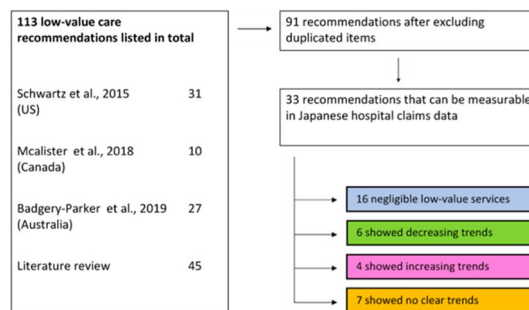 113 low-value care
recommendations listed in total
Schwartz et al., 2015 31
(US)
Mcalister et al., 2018 10
(Canada)
Badgery-Parker et al., 2019 27
(Australia)
Literature review 45
91 recommendations after excluding
duplicated items
33 recommendations that can be measurable
in Japanese hospital claims data
16 negligible low-value services
6 showed decreasing trends
4 showed increasing trends
7 showed no clear trends